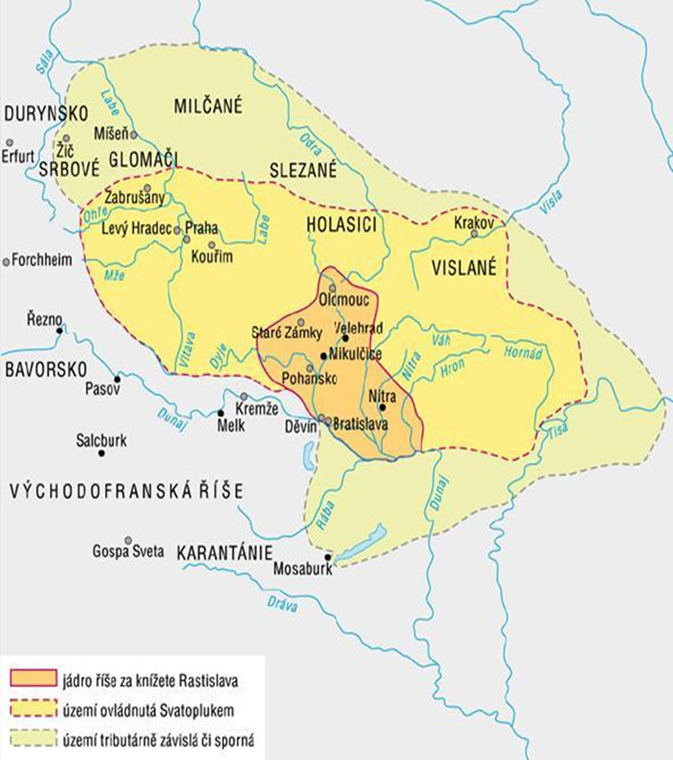 Sála
DURYNSKO
Labe
MILČANÉ
Míšeň
Erfurt
Žič
SRBOVÉ
GLOMAČI
Odra
SLEZANÉ
Zabrušany
Visla
Ohře
Levý Hradec
Praha
Labe
HOLASICI
Krakov
Kouřim
Forchheim
Mže
VISLANÉ
Olomouc
Řezno
Staré Zámky
Velehrad
Váh
Vltava
Dyje
Nikulčice
Nitra
Hron
Hornád
BAVORSKO
Pasov
Pohansko
Kremže
Nitra
Dunaj
Melk
Děvín
Bratislava
Tisa
Salcburk
VÝCHODOFRANSKÁ ŘÍŠE
Rába
Dunaj
Gospa Sveta
KARANTÁNIE
Mosaburk
Dráva
jádro říše za knížete Rastislava
území ovládnutá Svatoplukem
území tributárně závislá či sporná